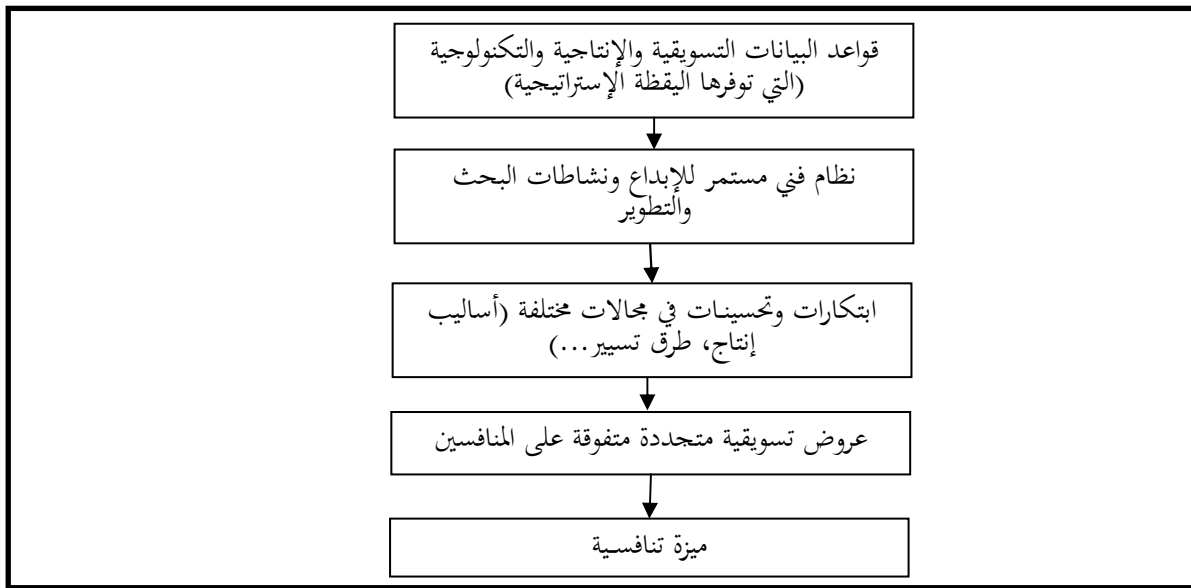 قواعد البيانات التسويقية والإنتاجية والتكنولوجية
(التي توفرها اليقظة الإستراتيجية)
نظام فني مستمر للإبداع ونشاطات البحث
والتطوير
ابتكارات وتحسينات في مجالات مختلفة (أساليب
إنتاج، طرق تسيير...)
عروض تسويقية متجددة متفوقة على المنافسين
ميزة تنافسية